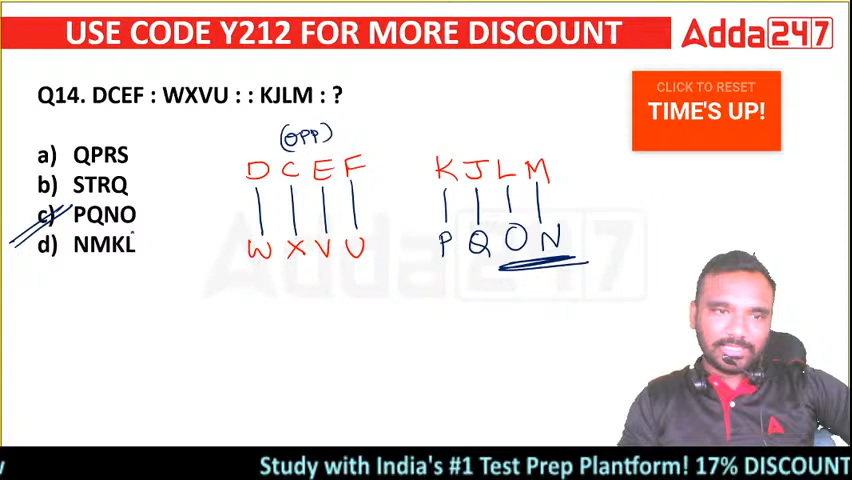 USE CODE Y212 FOR MORE DISCOUNT
Adda247
Q14. DCEF : WXVU : : KJLM : ?
CLICK TO RESET
TIME'S UP!
a) QPRS
b) STRQ
c) PQNO
d) NMKL
(OPP)
D C E F
W X V U
K J L M
P Q O N
Adda247
Study with India's #1 Test Prep Plantform! 17% DISCOUNT